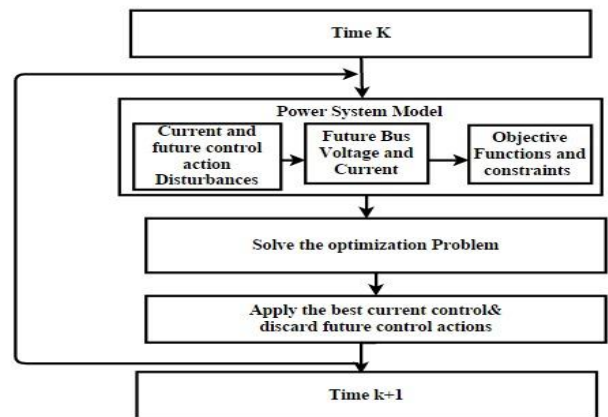 Time K
Power System Model
Current and
future control
action
Disturbances
Future Bus
Voltage and
Current
Objective
Functions and
constraints
Solve the optimization Problem
Apply the best current control&
discard future control actions
Time k+1